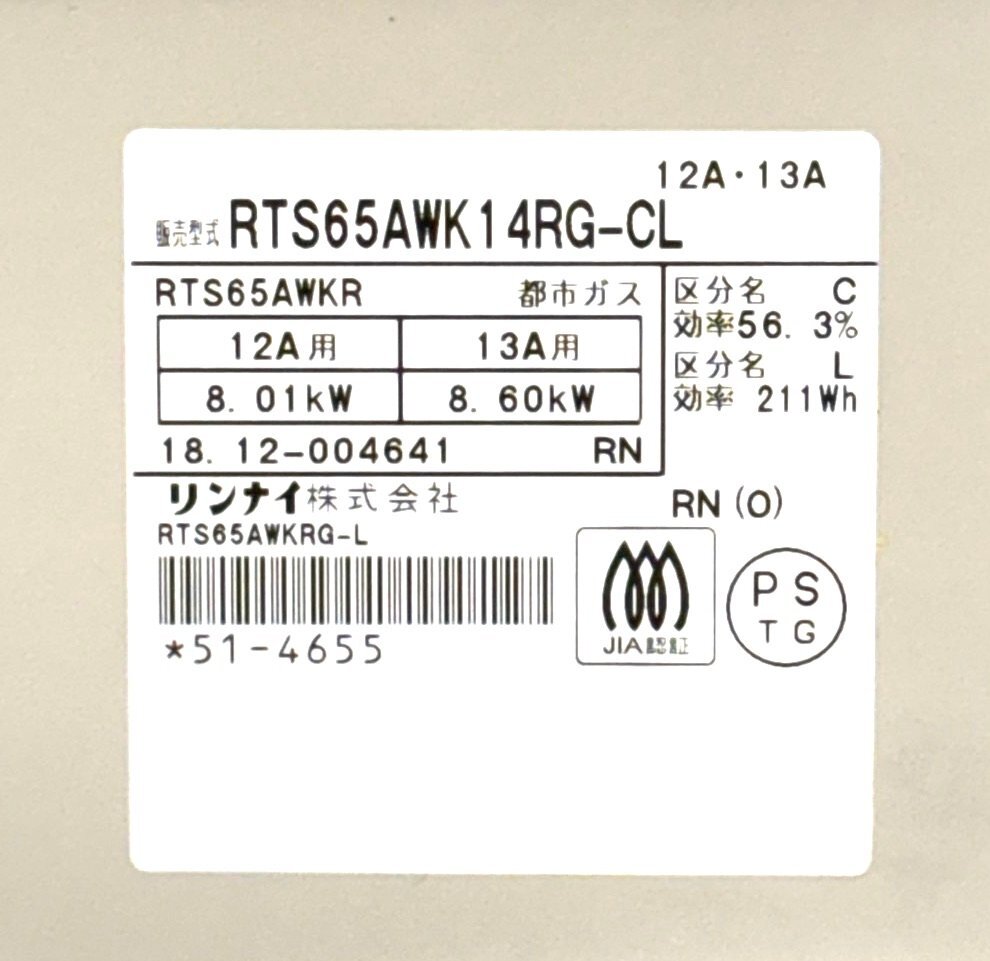 12A・13A
販売型式 RTS65AWK14RG-CL
RTS65AWKR 都市ガス
12A用 13A用
8.01kW 8.60kW
18.12-004641 RN
区分名 C
効率56.3%
区分名 L
効率 211Wh
リンナイ株式会社
RN(O)
RTS65AWKRG-L
*51-4655
JIA認証
PS
TG